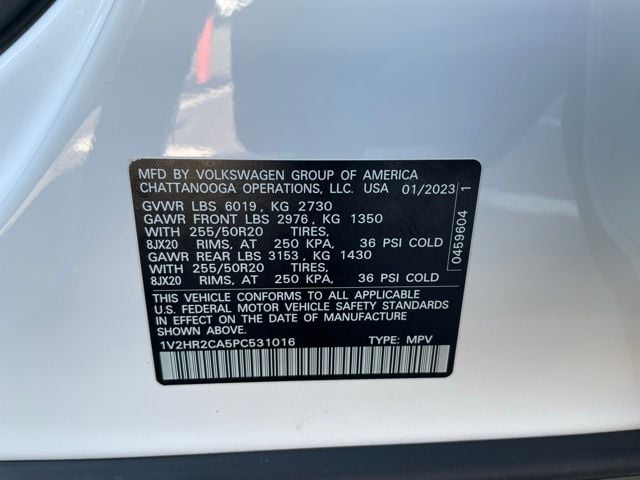 MFD BY VOLKSWAGEN GROUP OF AMERICA
CHATTANOOGA OPERATIONS, LLC. USA 01/2023
GVWR LBS 6019, KG 2730
GAWR FRONT LBS 2976, KG 1350
WITH 255/50R20 TIRES,
8JX20 RIMS, AT 250 KPA, 36 PSI COLD
GAWR REAR LBS 3153, KG 1430
WITH 255/50R20 TIRES,
8JX20 RIMS, AT 250 KPA, 36 PSI COLD
THIS VEHICLE CONFORMS TO ALL APPLICABLE
U.S. FEDERAL MOTOR VEHICLE SAFETY STANDARDS
IN EFFECT ON THE DATE OF MANUFACTURE
SHOWN ABOVE.
1V2HR2CA5PC531016 TYPE: MPV
0459604 1